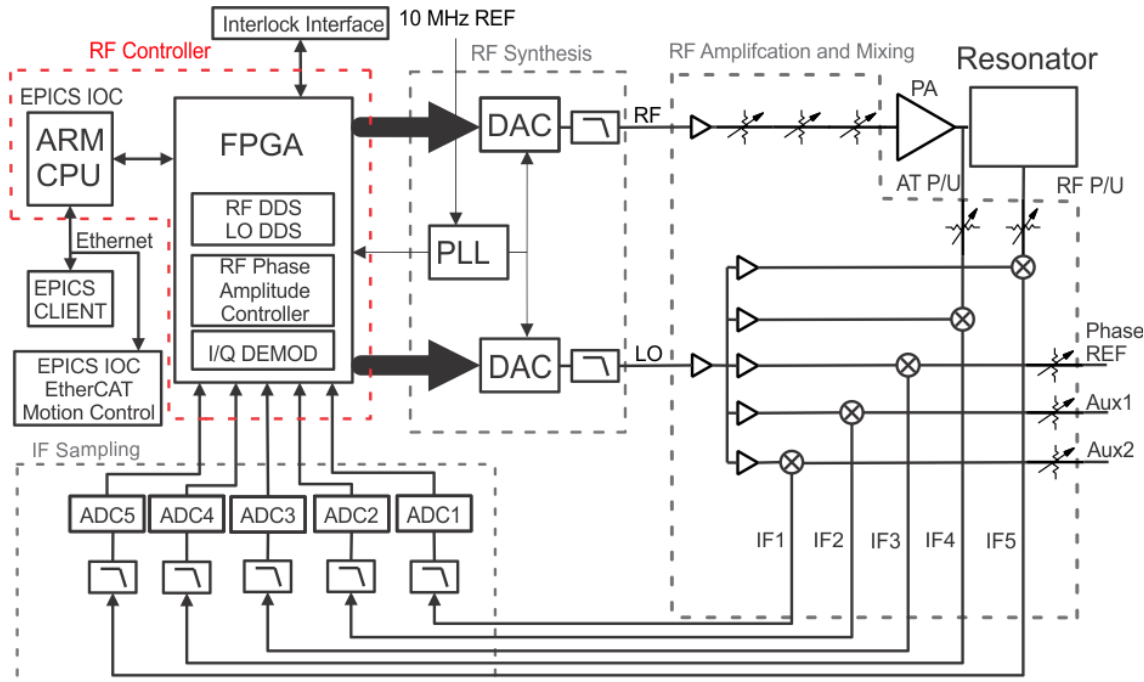 Interlock Interface
10 MHz REF
RF Controller
RF Synthesis
RF Amplifcation and Mixing
Resonator
EPICS IOC
ARM
CPU
FPGA
RF DDS
LO DDS
RF Phase
Amplitude
Controller
I/Q DEMOD
DAC
RF
PA
AT P/U
RF P/U
Ethernet
PLL
EPICS
CLIENT
EPICS IOC
EtherCAT
Motion Control
DAC
LO
Phase
REF
Aux1
Aux2
IF Sampling
ADC5
ADC4
ADC3
ADC2
ADC1
IF1
IF2
IF3
IF4
IF5